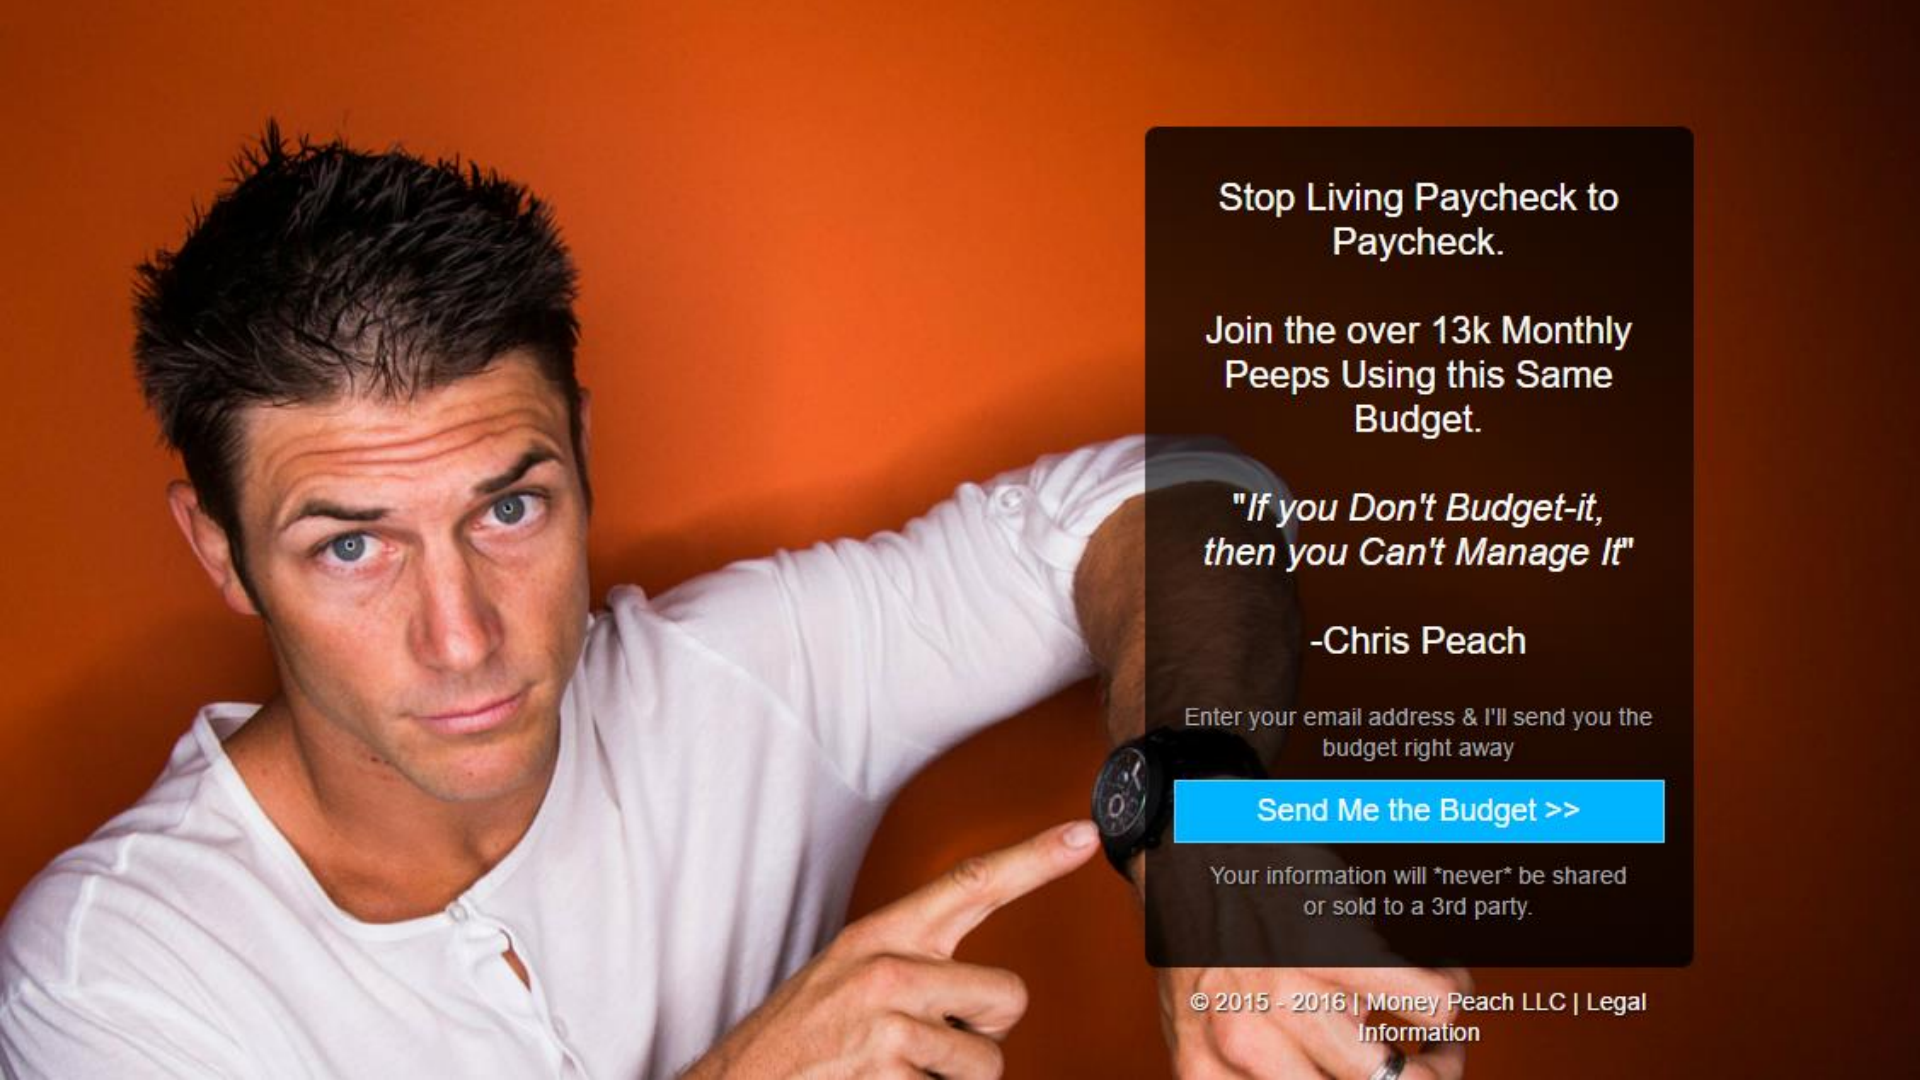 Stop Living Paycheck to
Paycheck.
Join the over 13k Monthly
Peeps Using this Same
Budget.
"If you Don't Budget-it,
then you Can't Manage It"
-Chris Peach
Enter your email address & I'll send you the
budget right away
Send Me the Budget >>
Your information will *never* be shared
or sold to a 3rd party.
© 2015 - 2016 | Money Peach LLC | Legal
Information